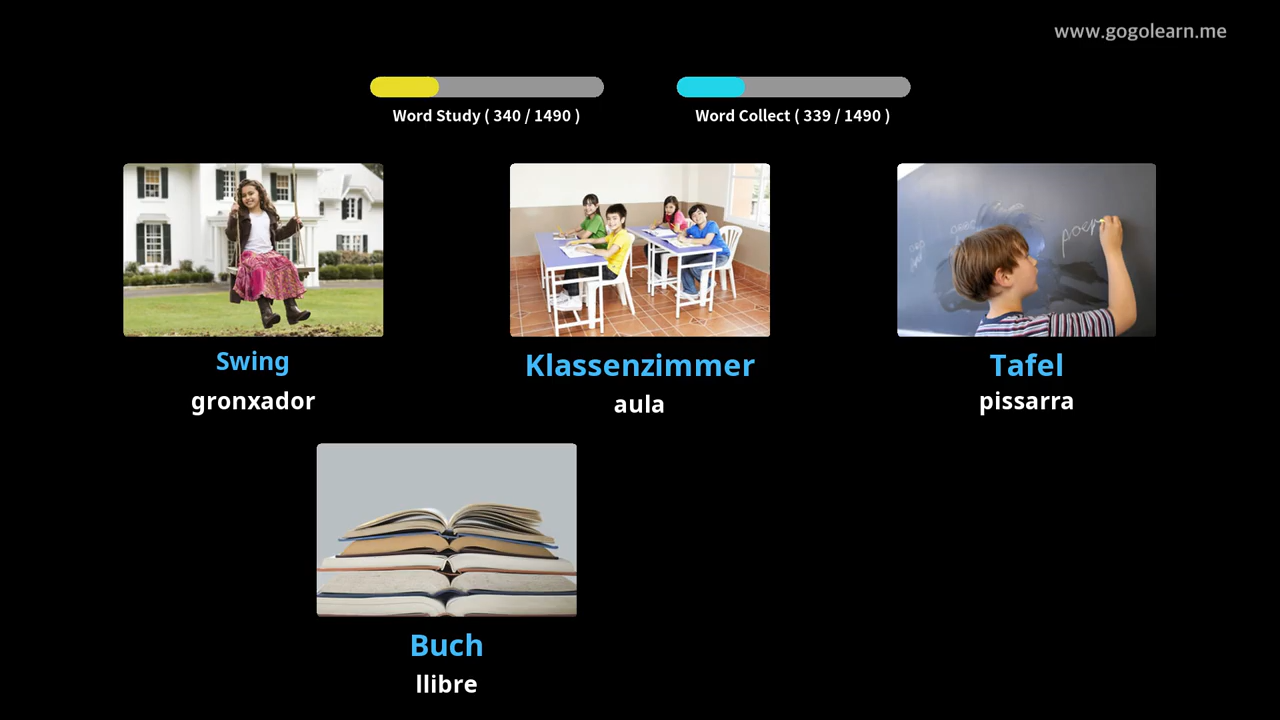 www.gogolearn.me
Word Study ( 340 / 1490 )
Word Collect ( 339 / 1490 )
poem
Swing
Klassenzimmer
Tafel
gronxador
aula
pissarra
Buch
llibre